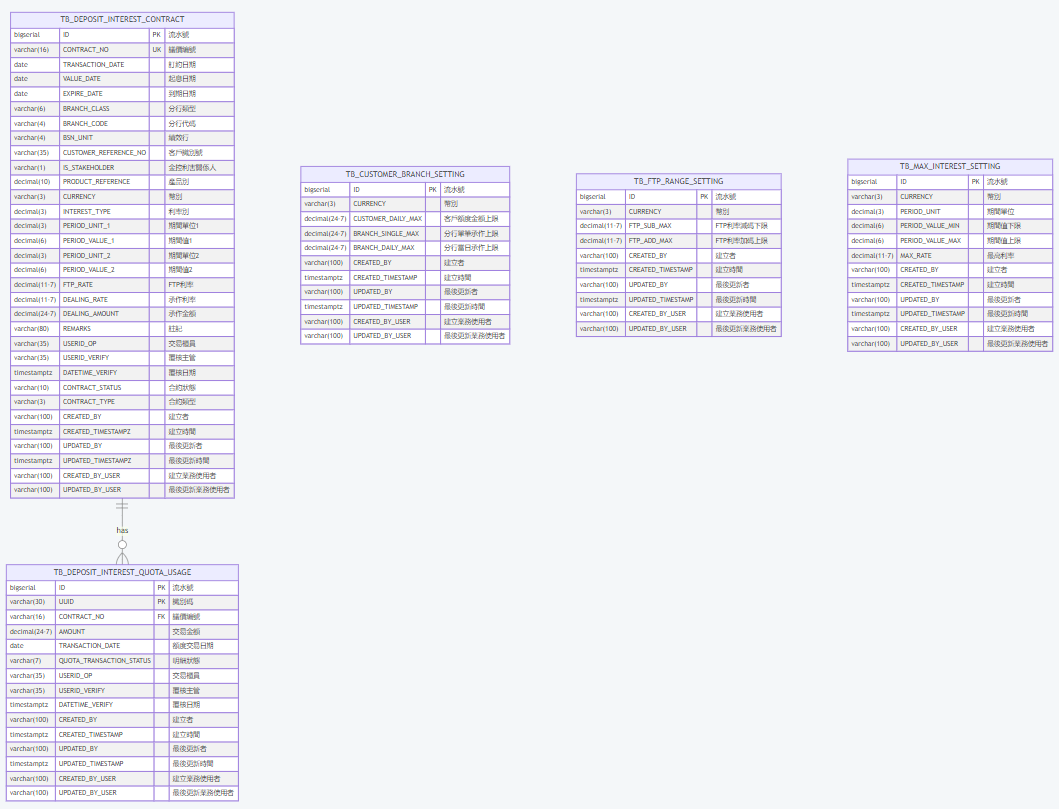 TB_DEPOSIT_INTEREST_CONTRACT
bigserial ID PK 流水號
varchar(16) CONTRACT_NO UK 議價編號
date TRANSACTION_DATE 訂約日期
date VALUE_DATE 起息日期
date EXPIRE_DATE 到期日期
varchar(6) BRANCH_CLASS 分行類型
varchar(4) BRANCH_CODE 分行代碼
varchar(4) BSN_UNIT 績效行
varchar(35) CUSTOMER_REFERENCE_NO 客戶識別號
varchar(1) IS_STAKEHOLDER 金控利害關係人
decimal(10) PRODUCT_REFERENCE 產品別
varchar(3) CURRENCY 幣別
decimal(3) INTEREST_TYPE 利率別
decimal(3) PERIOD_UNIT_1 期間單位1
decimal(6) PERIOD_VALUE_1 期間值1
decimal(3) PERIOD_UNIT_2 期間單位2
decimal(6) PERIOD_VALUE_2 期間值2
decimal(11-7) FTP_RATE FTP利率
decimal(11-7) DEALING_RATE 承作利率
decimal(24-7) DEALING_AMOUNT 承作金額
varchar(80) REMARKS 註記
varchar(35) USERID_OP 交易櫃員
varchar(35) USERID_VERIFY 覆核主管
timestamptz DATETIME_VERIFY 覆核日期
varchar(10) CONTRACT_STATUS 合約狀態
varchar(3) CONTRACT_TYPE 合約類型
varchar(100) CREATED_BY 建立者
timestamptz CREATED_TIMESTAMPZ 建立時間
varchar(100) UPDATED_BY 最後更新者
timestamptz UPDATED_TIMESTAMPZ 最後更新時間
varchar(100) CREATED_BY_USER 建立業務使用者
varchar(100) UPDATED_BY_USER 最後更新業務使用者
has
TB_DEPOSIT_INTEREST_QUOTA_USAGE
bigserial ID PK 流水號
varchar(30) UUID PK 識別碼
varchar(16) CONTRACT_NO FK 議價編號
decimal(24-7) AMOUNT 交易金額
date TRANSACTION_DATE 額度交易日期
varchar(7) QUOTA_TRANSACTION_STATUS 明細狀態
varchar(35) USERID_OP 交易櫃員
varchar(35) USERID_VERIFY 覆核主管
timestamptz DATETIME_VERIFY 覆核日期
varchar(100) CREATED_BY 建立者
timestamptz CREATED_TIMESTAMP 建立時間
varchar(100) UPDATED_BY 最後更新者
timestamptz UPDATED_TIMESTAMP 最後更新時間
varchar(100) CREATED_BY_USER 建立業務使用者
varchar(100) UPDATED_BY_USER 最後更新業務使用者
TB_CUSTOMER_BRANCH_SETTING
bigserial ID PK 流水號
varchar(3) CURRENCY 幣別
decimal(24-7) CUSTOMER_DAILY_MAX 客戶額度金額上限
decimal(24-7) BRANCH_SINGLE_MAX 分行單筆承作上限
decimal(24-7) BRANCH_DAILY_MAX 分行當日承作上限
varchar(100) CREATED_BY 建立者
timestamptz CREATED_TIMESTAMP 建立時間
varchar(100) UPDATED_BY 最後更新者
timestamptz UPDATED_TIMESTAMP 最後更新時間
varchar(100) CREATED_BY_USER 建立業務使用者
varchar(100) UPDATED_BY_USER 最後更新業務使用者
TB_FTP_RANGE_SETTING
bigserial ID PK 流水號
varchar(3) CURRENCY 幣別
decimal(11-7) FTP_SUB_MAX FTP利率減碼下限
decimal(11-7) FTP_ADD_MAX FTP利率加碼上限
varchar(100) CREATED_BY 建立者
timestamptz CREATED_TIMESTAMP 建立時間
varchar(100) UPDATED_BY 最後更新者
timestamptz UPDATED_TIMESTAMP 最後更新時間
varchar(100) CREATED_BY_USER 建立業務使用者
varchar(100) UPDATED_BY_USER 最後更新業務使用者
TB_MAX_INTEREST_SETTING
bigserial ID PK 流水號
varchar(3) CURRENCY 幣別
decimal(3) PERIOD_UNIT 期間單位
decimal(6) PERIOD_VALUE_MIN 期間值下限
decimal(6) PERIOD_VALUE_MAX 期間值上限
decimal(11-7) MAX_RATE 最高利率
varchar(100) CREATED_BY 建立者
timestamptz CREATED_TIMESTAMP 建立時間
varchar(100) UPDATED_BY 最後更新者
timestamptz UPDATED_TIMESTAMP 最後更新時間
varchar(100) CREATED_BY_USER 建立業務使用者
varchar(100) UPDATED_BY_USER 最後更新業務使用者